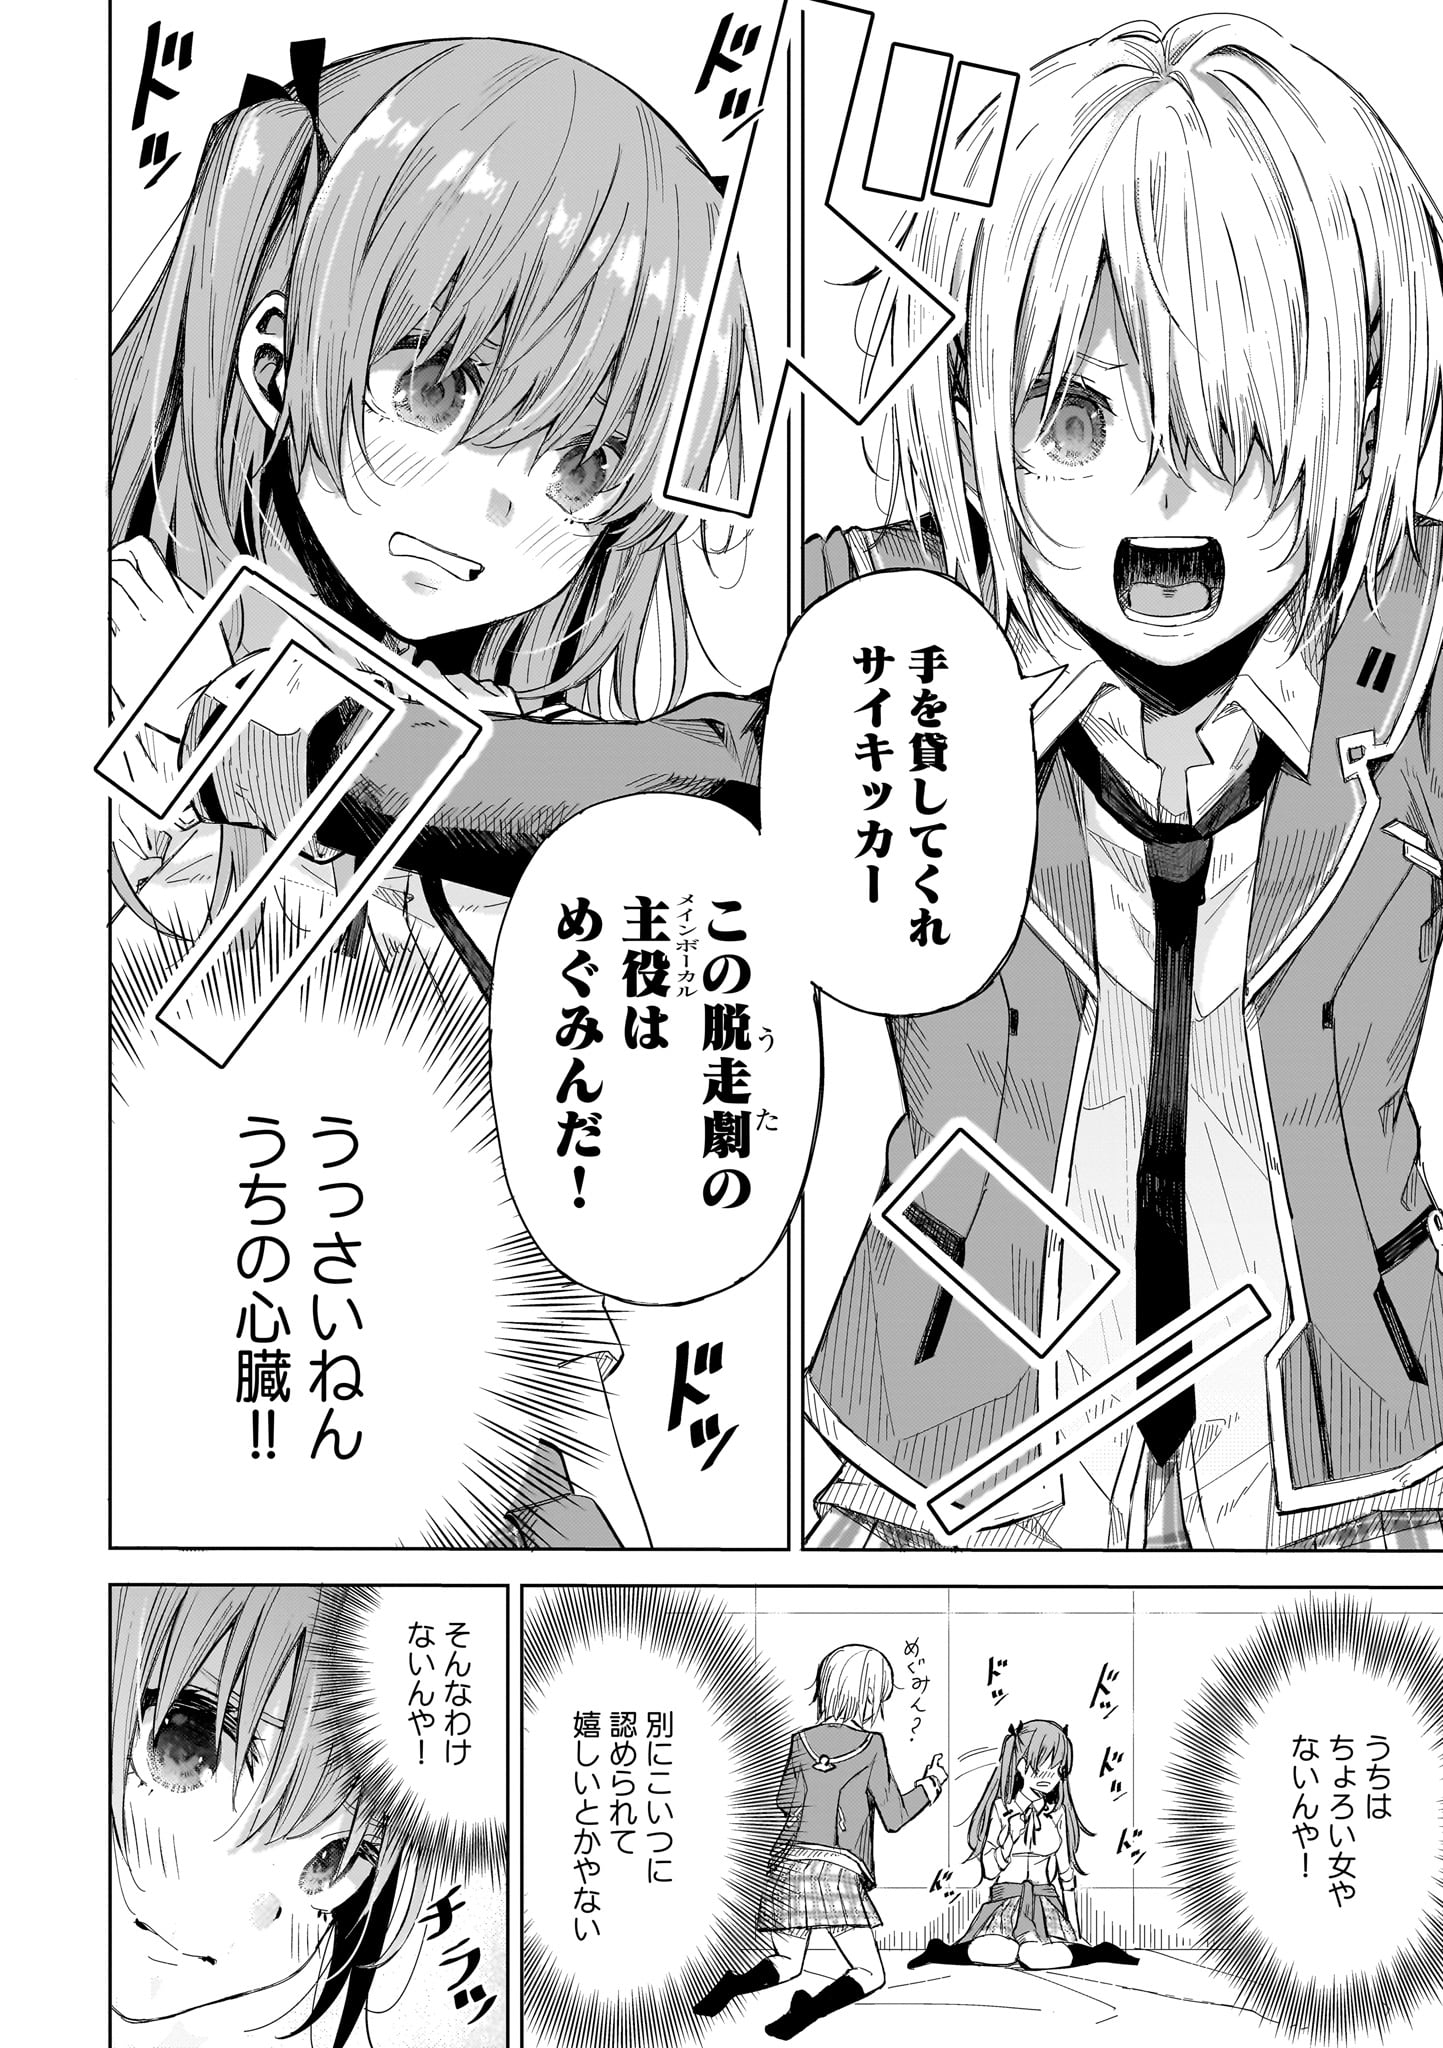 ドッ
手を貸してくれ
サイキッカー
この脱走劇の
うた
主役は
メインボーカル
めぐみんだ！
ドッ
ドッ
うっさいねん
うちの心臓!!
うちは
ちょろい女や
ないんや！
ドッ
ドッ
ドッ
ドッ
めぐみん？
別にこいつに
認められて
嬉しいとかやない
そんなわけ
ないんや！
チラッ